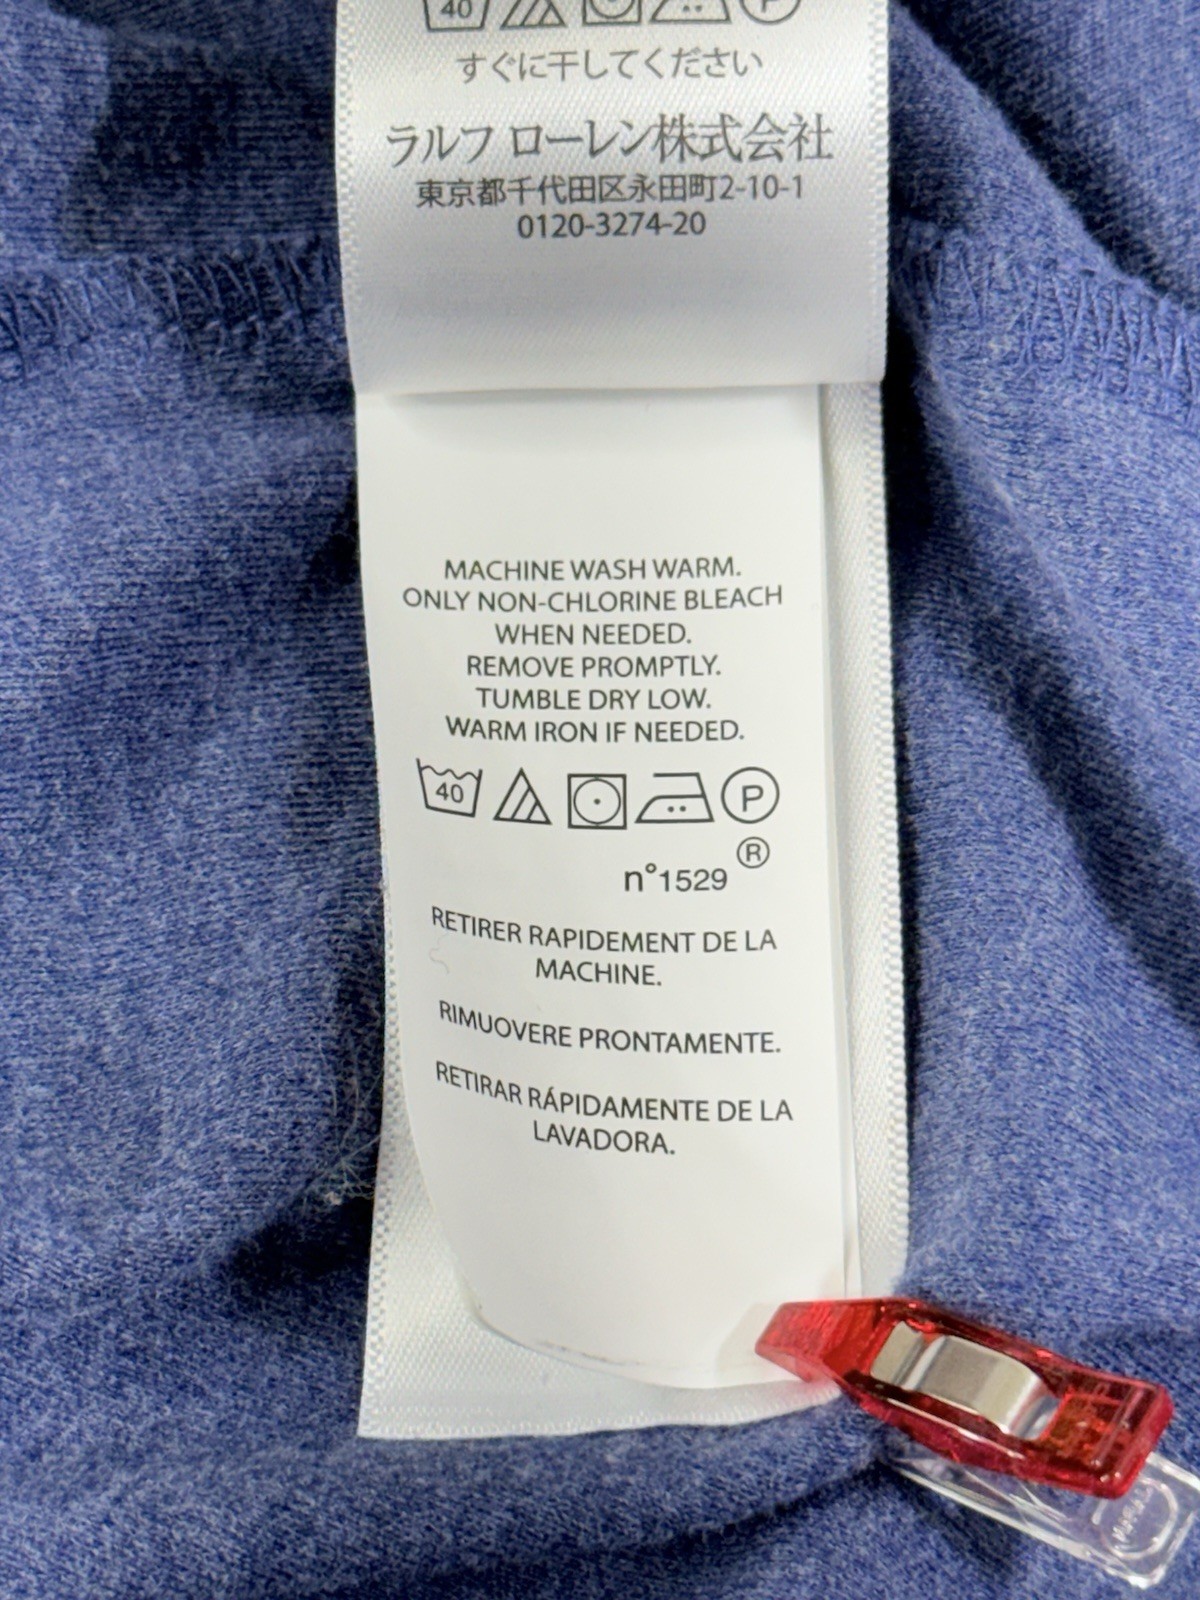 40 P
すぐに干してください
ラルフ ローレン株式会社
東京都千代田区永田町2-10-1
0120-3274-20
MACHINE WASH WARM.
ONLY NON-CHLORINE BLEACH
WHEN NEEDED.
REMOVE PROMPTLY.
TUMBLE DRY LOW.
WARM IRON IF NEEDED.
40 P
®
n°1529
RETIRER RAPIDEMENT DE LA
MACHINE.
RIMUOVERE PRONTAMENTE.
RETIRAR RÁPIDAMENTE DE LA
LAVADORA.